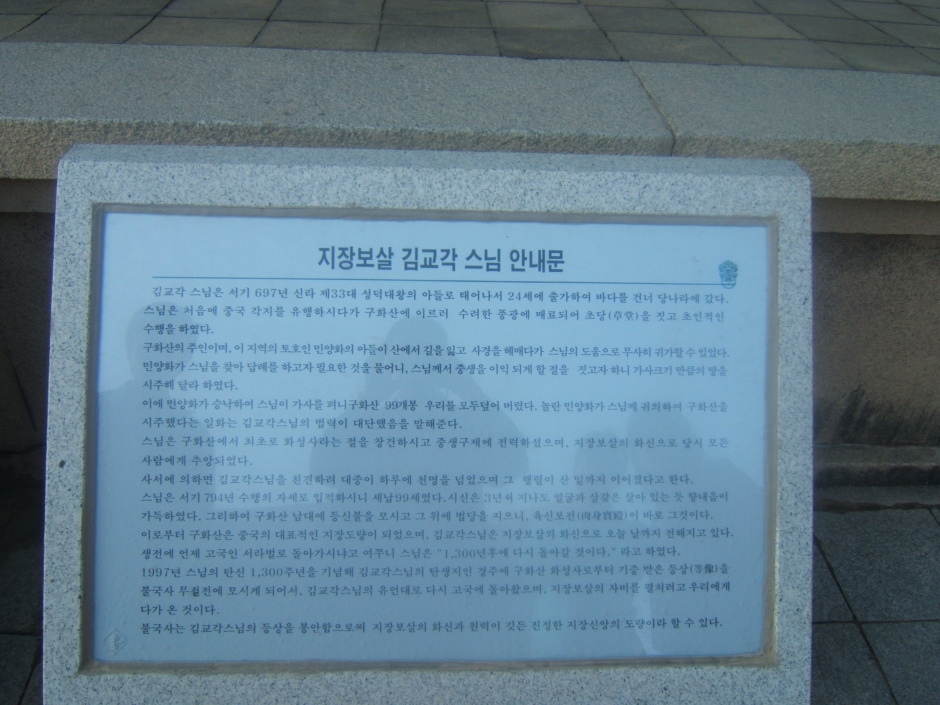 지장보살 김교각 스님 안내문
김교각 스님은 서기 697년 신라 제33대 성덕대왕의 아들로 태어나서 24세에 출가하여 바다를 건너 당나라에 갔다.
스님은 처음에 중국 각지를 유행하시다가 구화산에 이르러 수려한 풍광에 매료되어 초당(草堂)을 짓고 초인적인
수행을 하였다.
구화산의 주인이며, 이 지역의 토호인 민양화의 아들이 산에서 길을 잃고 사경을 헤매다가 스님의 도움으로 무사히 귀가할 수 있었다.
민양화가 스님을 찾아 답례를 하고자 필요한 것을 물어니, 스님께서 중생을 이익 되게 할 절을 짓고자 하니 가사크기 만큼의 땅을
시주해 달라 하였다.
이에 민양화가 승낙하여 스님이 가사를 펴니구화산 99개봉 우리를 모두덮어 버렸다. 놀란 민양화가 스님께 귀의하여 구화산을
시주했다는 일화는 김교각스님의 법력이 대단했음을 말해준다.
스님은 구화산에서 최초로 화성사라는 절을 창건하시고 중생구제에 전력하셨으며, 지장보살의 화신으로 당시 모든
사람에게 추앙되었다.
사서에 의하면 김교각스님을 친견하려 대중이 하루에 천명을 넘었으며 그 행렬이 산 밑까지 이어졌다고 한다.
스님은 서기 794년 수행의 자세로 입적하시니 세납99세였다. 시신은 3년이 지나도 얼굴과 살갗은 살아 있는 듯 향내음이
가득하였다. 그리하여 구화산 남대에 등신불을 모시고 그 위에 법당을 지으니, 육신보전(肉身寶殿)이 바로 그것이다.
이로부터 구화산은 중국의 대표적인 지장도량이 되었으며, 김교각스님은 지장보살의 화신으로 오늘 날까지 전해지고 있다.
생전에 언제 고국인 서라벌로 돌아가시냐고 여쭈니 스님은 "1,300년후에 다시 돌아갈 것이다." 라고 하였다.
1997년 스님의 탄신 1,300주년을 기념해 김교각스님의 탄생지인 경주에 구화산 화성사로부터 기증 받은 등상(等像)을
불국사 무설전에 모시게 되어서, 김교각스님의 유언대로 다시 고국에 돌아왔으며, 지장보살의 자비를 펼치려고 우리에게
다가 온 것이다.
불국사는 김교각스님의 등상을 봉안함으로써 지장보살의 화신과 원력이 깃든 진정한 지장신앙의 도량이라 할 수 있다.